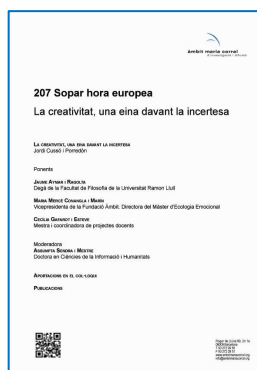 àmbit maria corral
207 Sopar hora europea
La creativitat, una eina davant la incertesa
LA CREATIVITAT, UNA EINA DAVANT LA INCERTESA
Jordi Cussó i Porredón
Ponents
JAUME AYMAR I RAGOLTA
Degà de la Facultat de Filosofia de la Universitat Ramon Llull
MARIA MERCÈ CONANGLA I MARÍN
Vicepresidenta de la Fundació Àmbit. Directora del Máster d'Ecologia Emocional
CECÍLIA GAFAROT I ESTEVE
Mestra i coordinadora de projectes docents
Moderadora
ASSUMPTA SENDRA I MESTRE
Doctora en Ciències de la Informació i Humanitats
APORTACIONS EN EL COL·LOQUI
PUBLICACIONS